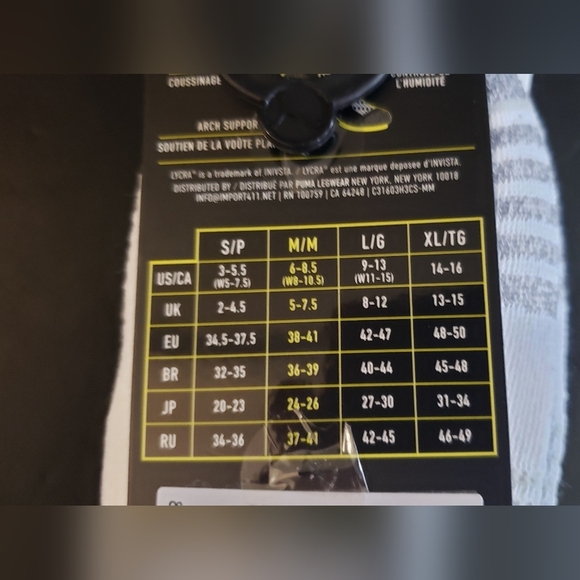 COUSSINAGE
L'HUMIDITÉ
ARCH SUPPOR
SOUTIEN DE LA VOÛTE PLA
LYCRA™ is a trademark of INIVSTA. / LYCRA™ est une marque deposee d'INVISTA.
DISTRIBUTED BY / DISTRIBUÉ PAR PUMA LEGWEAR NEW YORK, NEW YORK 10018
INFO@IMPORT411.NET | RN 100759 | CA 64248 | C31603H3CS-MM
S/P M/M L/G XL/TG
US/CA 3-5.5 (W5-7.5) 6-8.5 (W8-10.5) 9-13 (W11-15) 14-16
UK 2-4.5 5-7.5 8-12 13-15
EU 34.5-37.5 38-41 42-47 48-50
BR 32-35 36-39 40-44 45-48
JP 20-23 24-26 27-30 31-34
RU 34-36 37-41 42-45 46-49